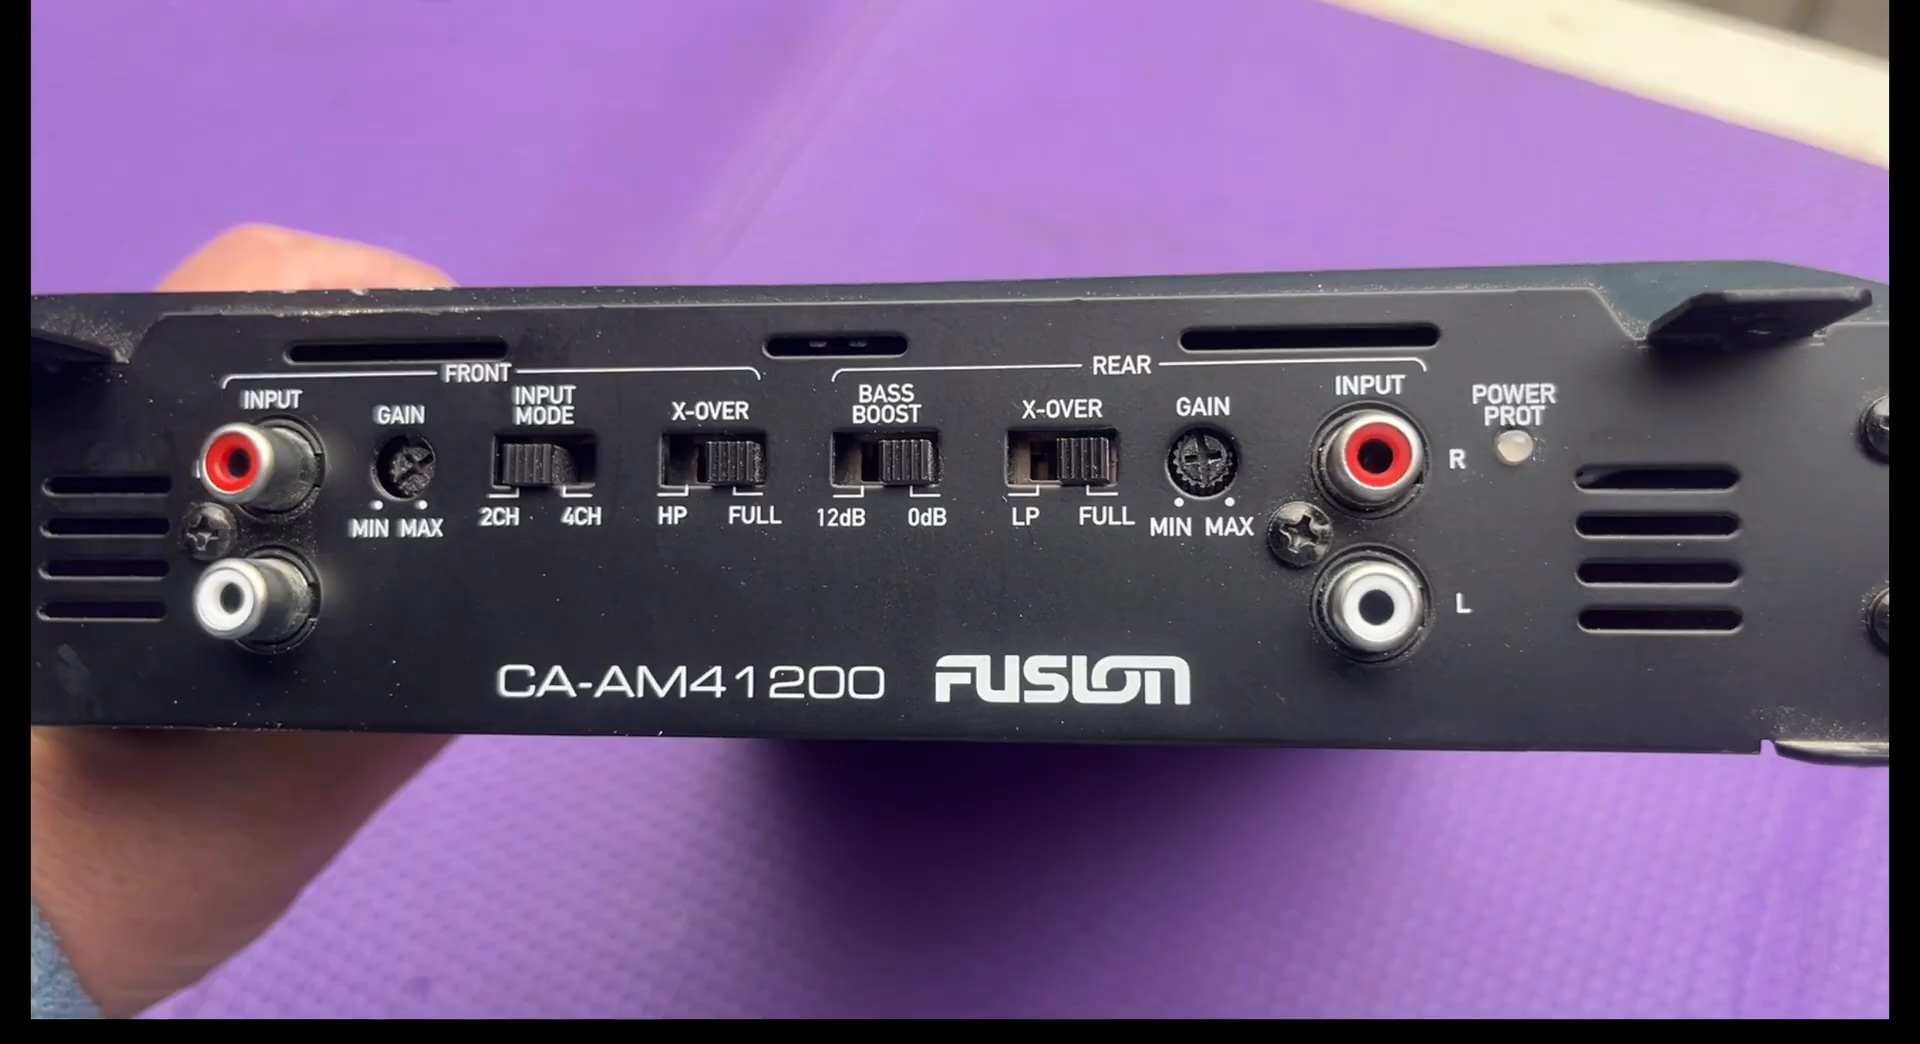 FRONT
INPUT
GAIN
INPUT
MODE
X-OVER
MIN MAX
2CH 4CH
HP FULL
REAR
BASS
BOOST
X-OVER
GAIN
INPUT
12dB 0dB
LP FULL
MIN MAX
R
L
POWER
PROT
CA-AM41200 FUSION